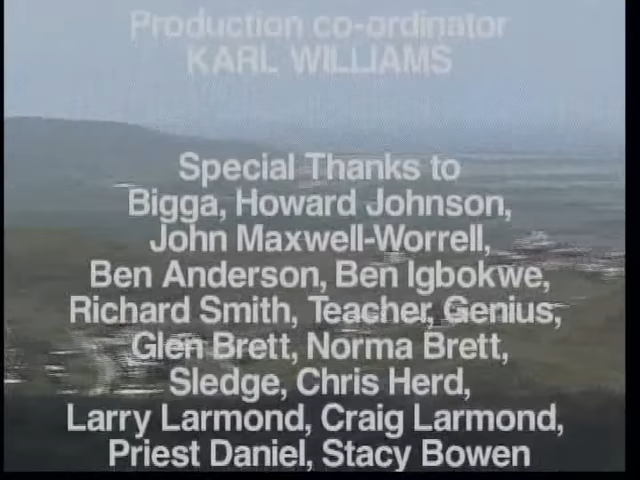 Production co-ordinator
KARL WILLIAMS
Special Thanks to
Bigga, Howard Johnson,
John Maxwell-Worrell,
Ben Anderson, Ben Igbokwe,
Richard Smith, Teacher, Genius,
Glen Brett, Norma Brett,
Sledge, Chris Herd,
Larry Larmond, Craig Larmond,
Priest Daniel, Stacy Bowen